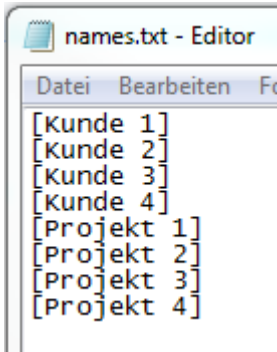 names.txt - Editor
Datei Bearbeiten
[Kunde 1]
[Kunde 2]
[Kunde 3]
[Kunde 4]
[Projekt 1]
[Projekt 2]
[Projekt 3]
[Projekt 4]